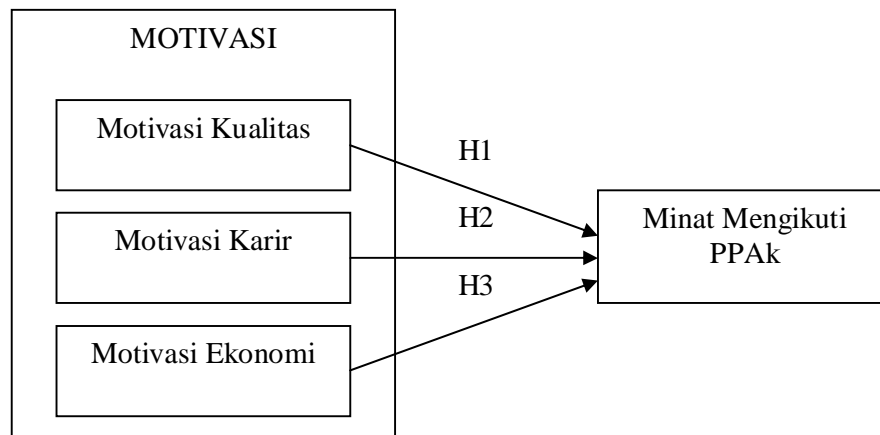 MOTIVASI
Motivasi Kualitas
H1
Motivasi Karir
H2
Motivasi Ekonomi
H3
Minat Mengikuti
PPAk